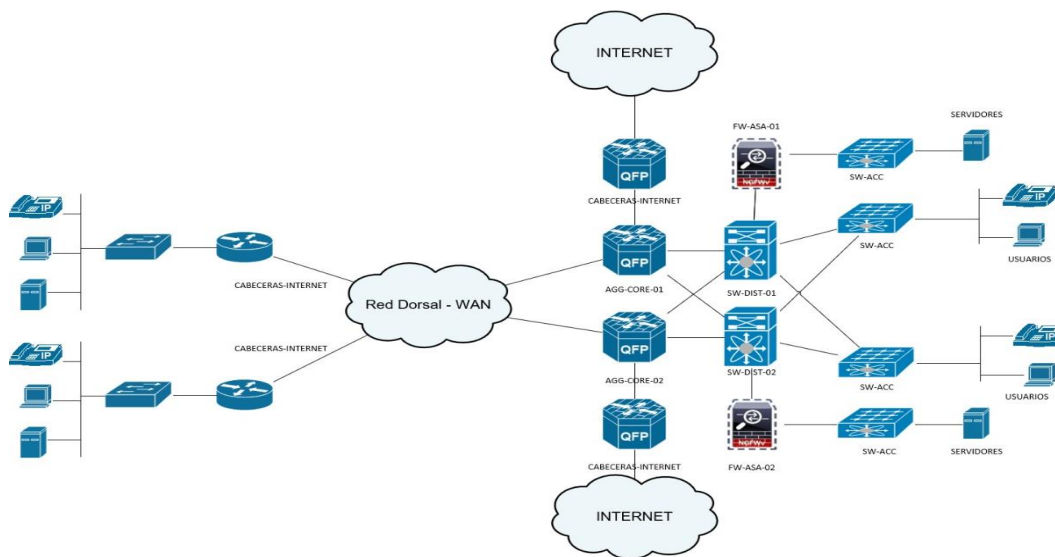 INTERNET
FW-ASA-01
SERVIDORES
QFP
NGFWv
SW-ACC
CABECERAS-INTERNET
IP
IP
QFP
SW-ACC
USUARIOS
CABECERAS-INTERNET
Red Dorsal - WAN
AGG-CORE-01
SW-DIST-01
CABECERAS-INTERNET
IP
QFP
IP
AGG-CORE-02
SW-DIST-02
SW-ACC
USUARIOS
QFP
NGFWv
SW-ACC
SERVIDORES
CABECERAS-INTERNET
FW-ASA-02
INTERNET